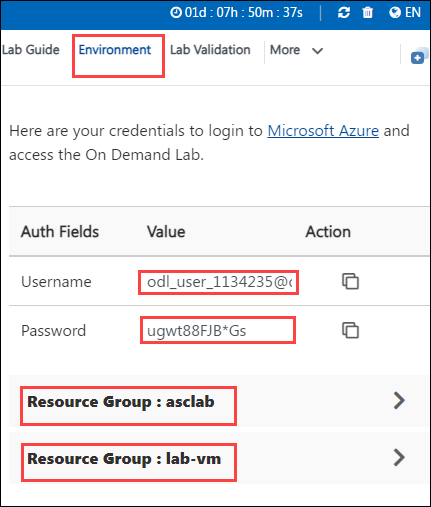 01d : 07h : 50m : 37s EN
Lab Guide Environment Lab Validation More
Here are your credentials to login to Microsoft Azure and
access the On Demand Lab.
Auth Fields Value Action
Username odl_user_1134235@
Password ugwt88FJB*Gs
Resource Group : asclab
Resource Group : lab-vm